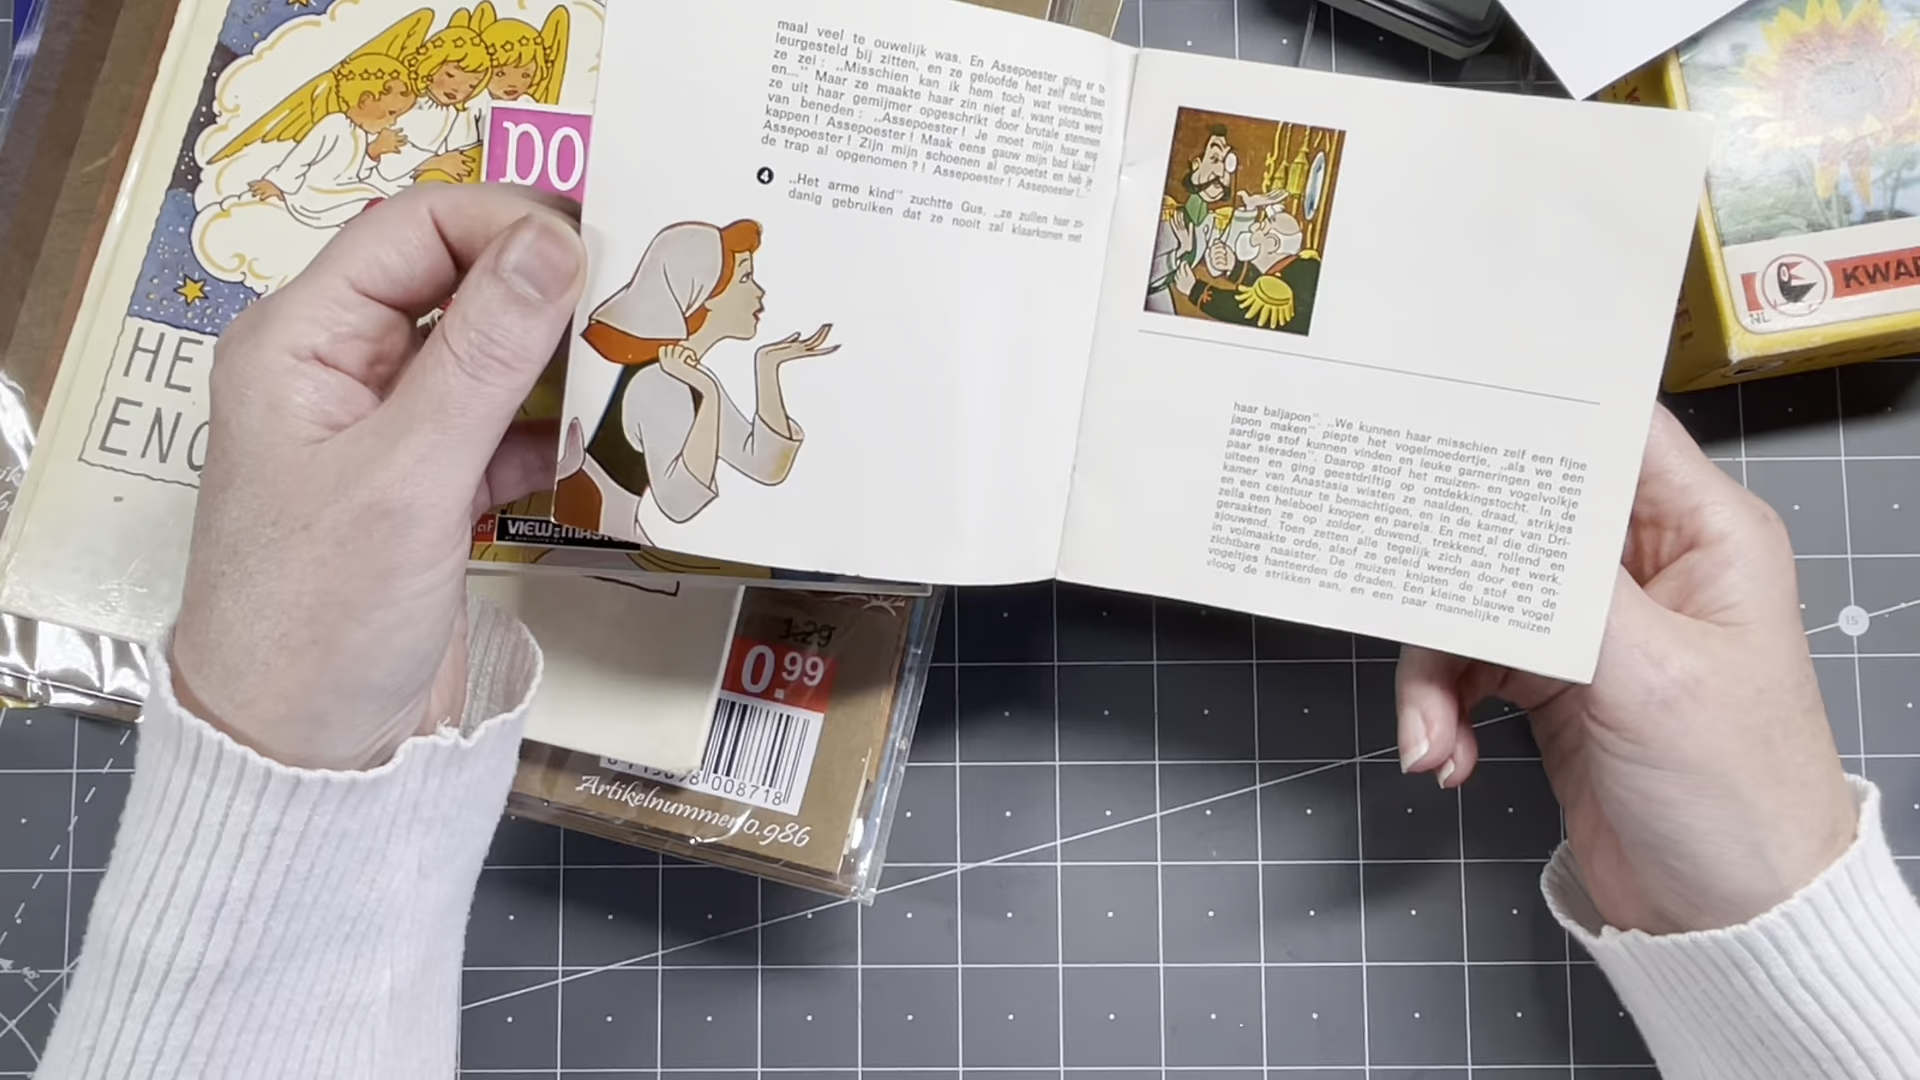 maal veel te ouwelijk was. En Assepoester ging er te
leurgesteld bij zitten, en ze geloofde het zelf niet toen
ze zei: „Misschien kan ik hem toch wat veranderen,
en...." Maar ze maakte haar zin niet af, want plots werd
ze uit haar gemijmer opgeschrikt door brutale stemmen
van beneden: „Assepoester! Je moet mijn haar nog
kappen! Assepoester! Maak eens gauw mijn bad klaar!
Assepoester! Zijn mijn schoenen al gepoetst en heb je
de trap al opgenomen?! Assepoester! Assepoester!..."
4 „Het arme kind" zuchtte Gus, „ze zullen haar zo-
danig gebruiken dat ze nooit zal klaarkomen met
haar baljapon". „We kunnen haar misschien zelf een fijne
japon maken" piepte het vogelmoedertje, „als we een
aardige stof kunnen vinden en leuke garneringen en een
paar sieraden". Daarop stoof het muizen- en vogelvolkje
uiteen en ging geestdriftig op ontdekkingstocht. In de
kamer van Anastasia wisten ze naalden, draad, strikjes
en een ceintuur te bemachtigen, en in de kamer van Dri-
zella een heleboel knopen en parels. En met al die dingen
geraakten ze op zolder, duwend, trekkend, rollend en
sjouwend. Toen zetten alle tegelijk zich aan het werk,
in volmaakte orde, alsof ze geleid werden door een on-
zichtbare naaister. De muizen knipten de stof en de
vogeltjes hanteerden de draden. Een kleine blauwe vogel
vloog de strikken aan, en een paar mannelijke muizen
HE
ENG
DO
VIEW-MAST
1.29
0.99
008718
Artikelnummer
0.986
KWAR
NL
15